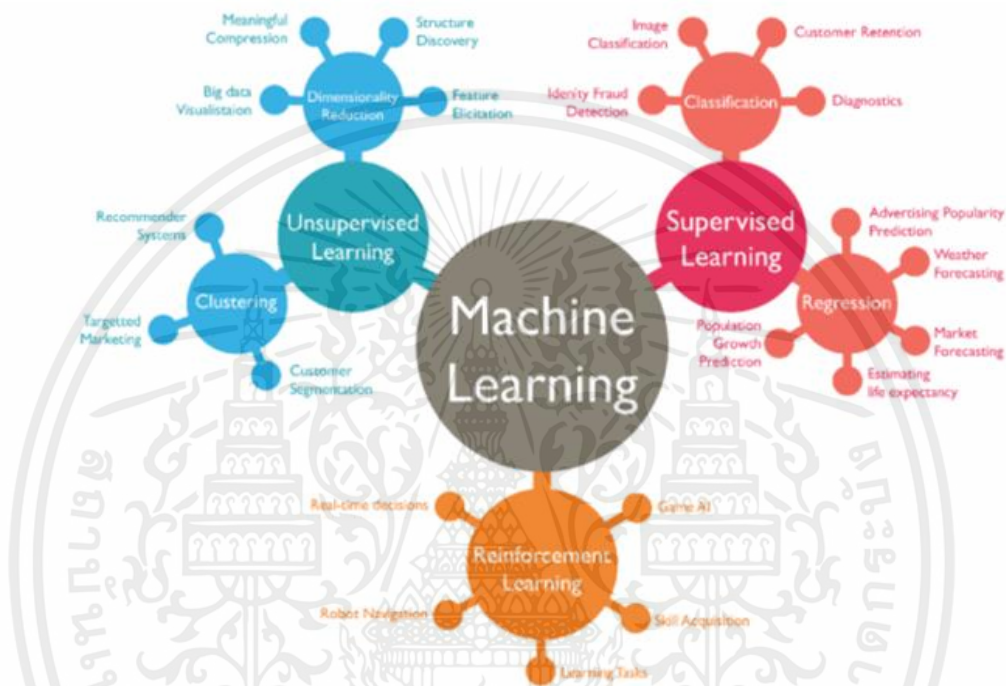 Meaningful
Compression
Structure
Discovery
Big data
Visualistaion
Dimensionality
Reduction
Feature
Elicitation
Recommender
Systems
Unsupervised
Learning
Clustering
Targetted
Marketing
Customer
Segmentation
Image
Classification
Customer Retention
Idenity Fraud
Detection
Classification
Diagnostics
Supervised
Learning
Advertising Popularity
Prediction
Weather
Forecasting
Regression
Population
Growth
Prediction
Market
Forecasting
Estimating
life expectancy
Machine
Learning
Real-time decisions
Game AI
Reinforcement
Learning
Robot Navigation
Skill Acquisition
Learning Tasks